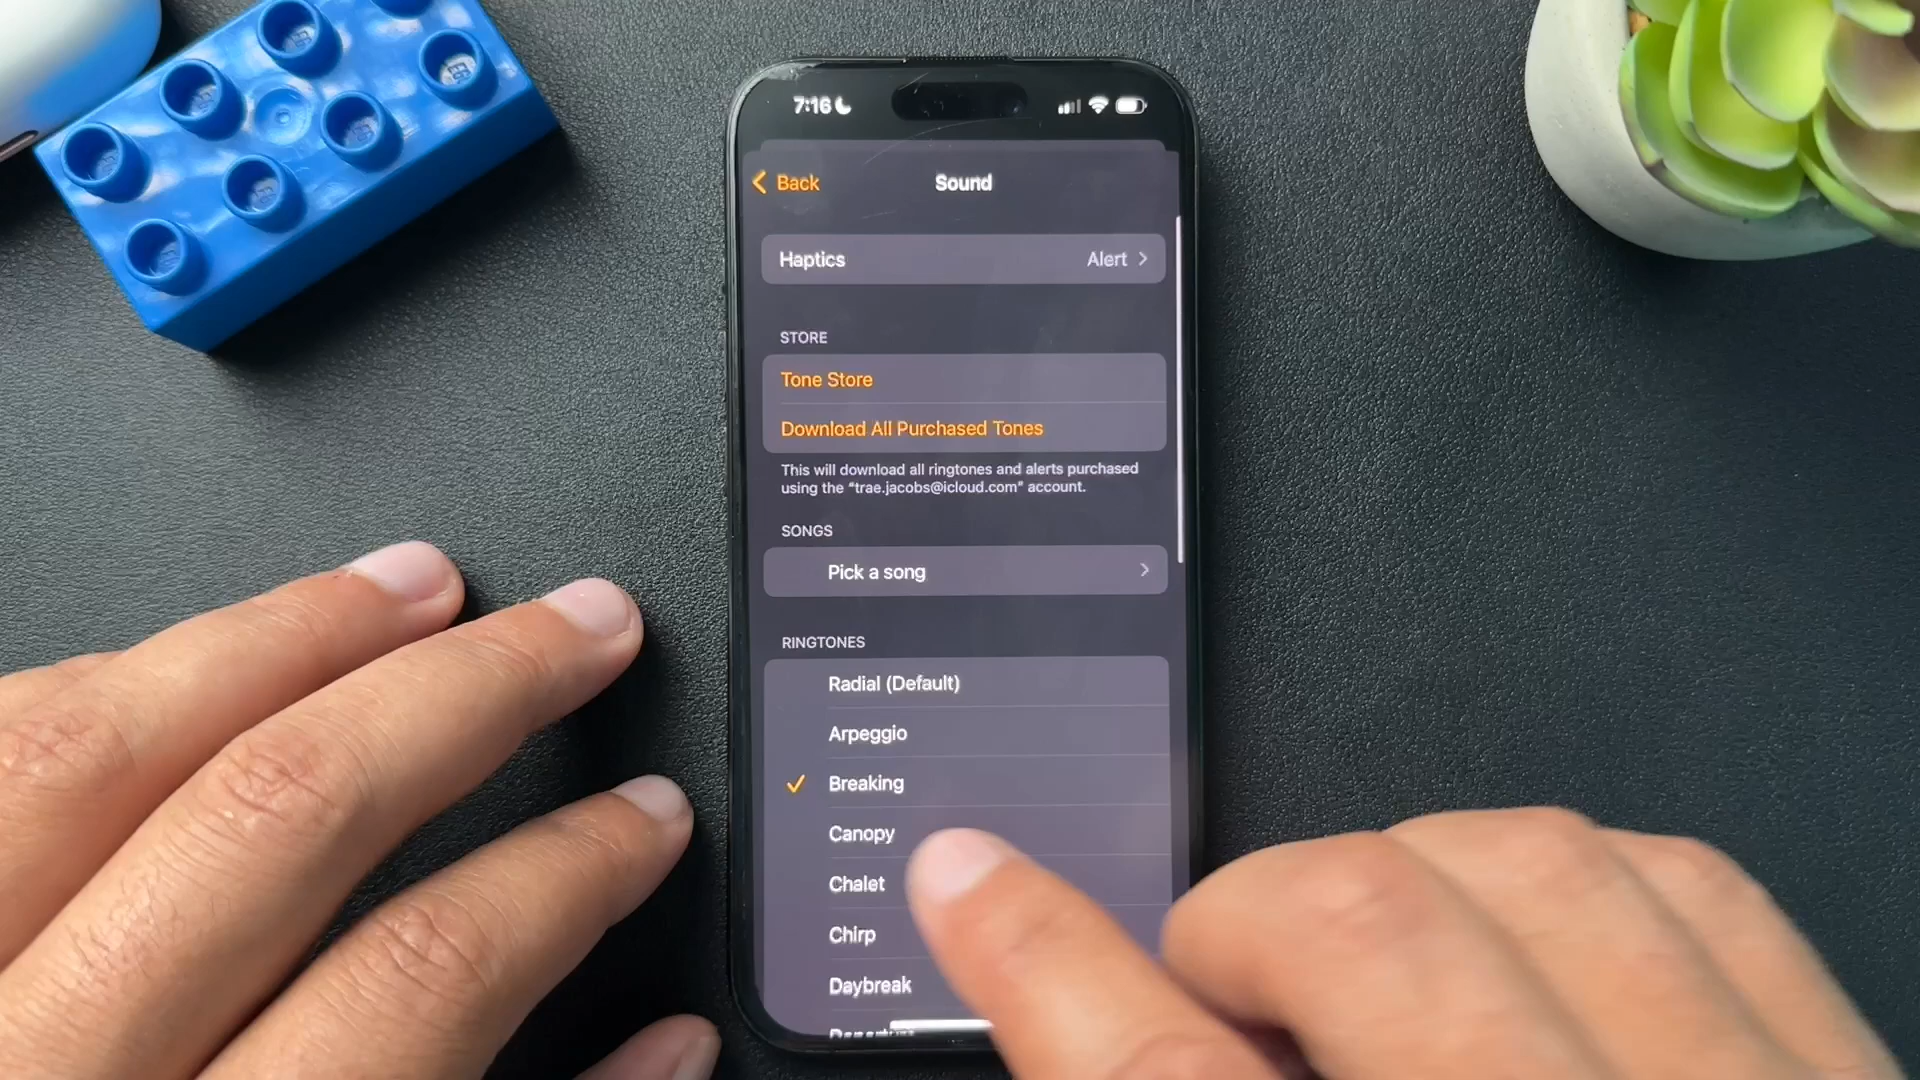 7:16
Back
Sound
Haptics
Alert
STORE
Tone Store
Download All Purchased Tones
This will download all ringtones and alerts purchased
using the “trae.jacobs@icloud.com” account.
SONGS
Pick a song
RINGTONES
Radial (Default)
Arpeggio
Breaking
Canopy
Chalet
Chirp
Daybreak